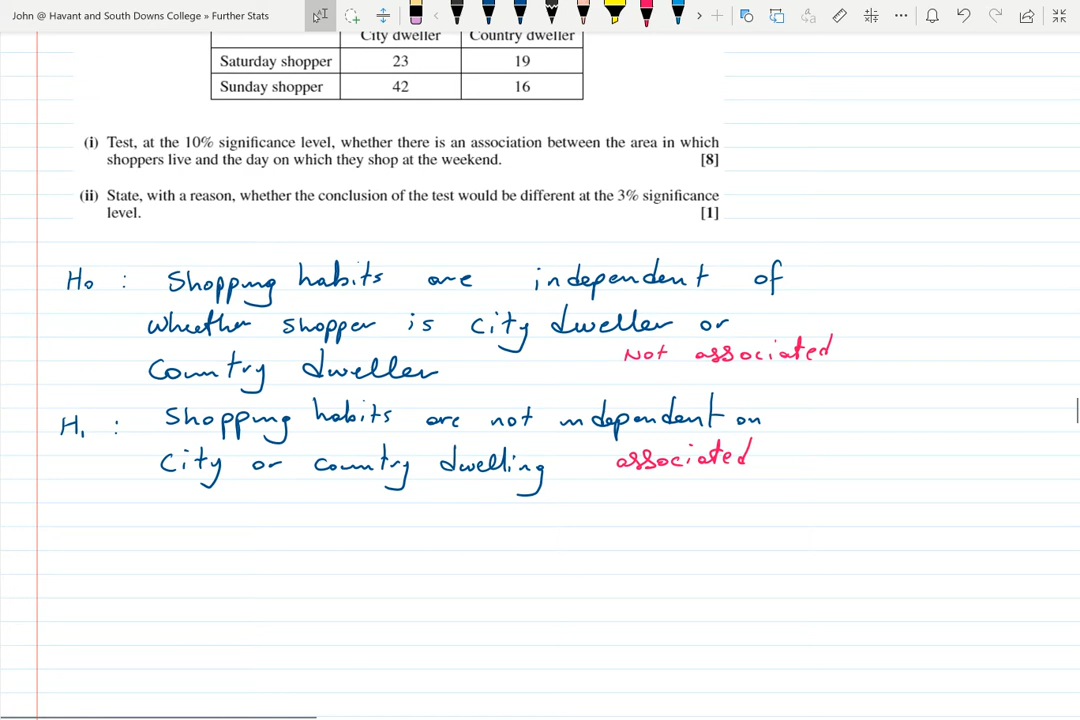 John @ Havant and South Downs College » Further Stats
City dweller Country dweller
Saturday shopper 23 19
Sunday shopper 42 16
(i) Test, at the 10% significance level, whether there is an association between the area in which
shoppers live and the day on which they shop at the weekend. [8]
(ii) State, with a reason, whether the conclusion of the test would be different at the 3% significance
level. [1]
H₀ : Shopping habits are independent of
wheether shopper is city dweller or
Not associated
Country dweller
H₁ : Shopping habits are not independent on
associated
City or country dwelling